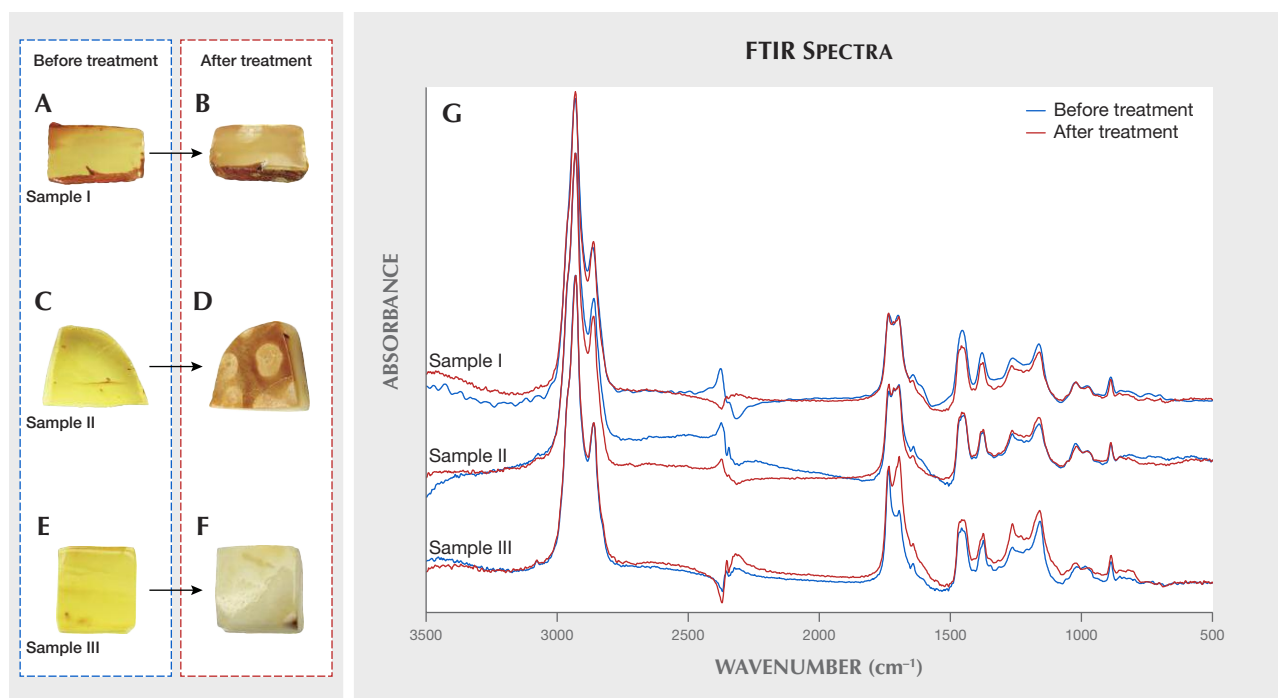 Before treatment
After treatment
A
B
Sample I
C
D
Sample II
E
F
Sample III
FTIR SPECTRA
G
Before treatment
After treatment
ABSORBANCE
Sample I
Sample II
Sample III
3500 3000 2500 2000 1500 1000 500
WAVENUMBER (cm⁻¹)